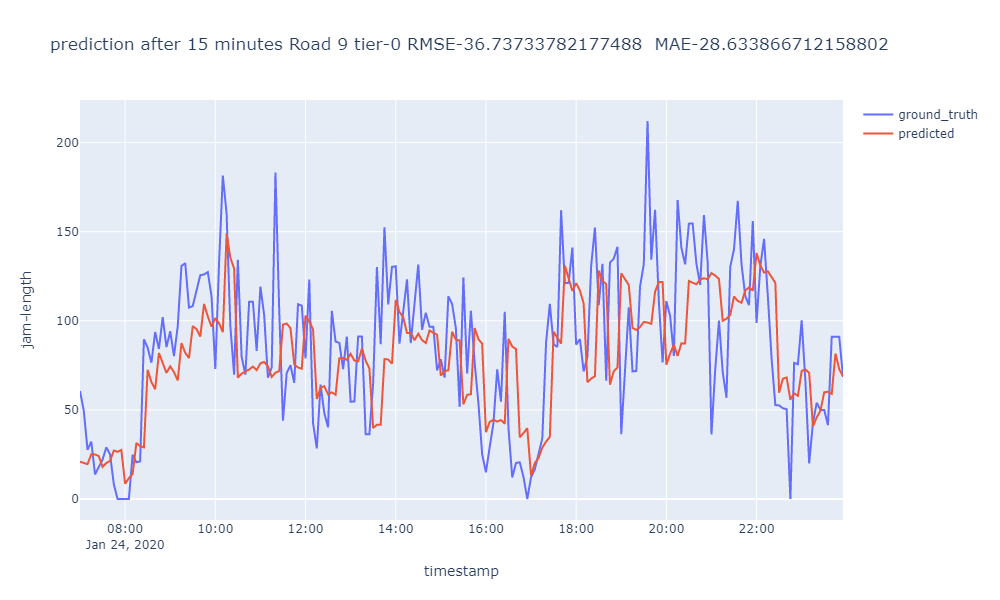 prediction after 15 minutes Road 9 tier-0 RMSE-36.73733782177488  MAE-28.633866712158802
ground_truth
predicted
200
150
100
50
0
jam-length
08:00 10:00 12:00 14:00 16:00 18:00 20:00 22:00
Jan 24, 2020
timestamp